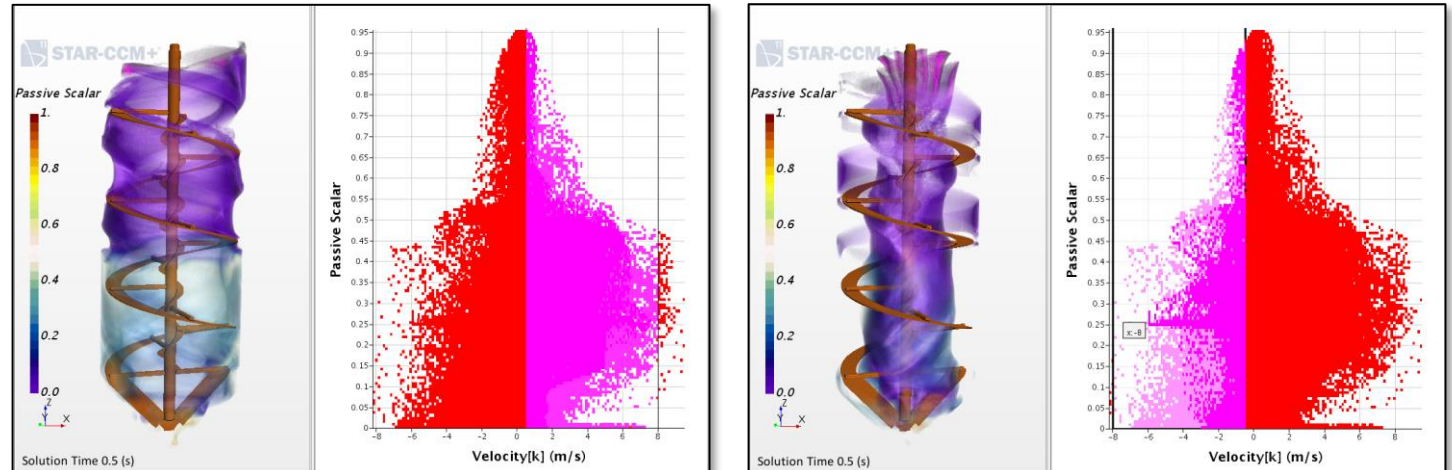 STAR-CCM+
Passive Scalar
1.
0.8
0.6
0.4
0.2
0.0
Z
Y
X
Solution Time 0.5 (s)
Passive Scalar
0.95
0.9
0.85
0.8
0.75
0.7
0.65
0.6
0.55
0.5
0.45
0.4
0.35
0.3
0.25
0.2
0.15
0.1
0.05
0
-8 -6 -4 -2 0 2 4 6 8
Velocity[k] (m/s)
STAR-CCM+
Passive Scalar
1.
0.8
0.6
0.4
0.2
0.0
Z
Y
X
Solution Time 0.5 (s)
Passive Scalar
0.95
0.9
0.85
0.8
0.75
0.7
0.65
0.6
0.55
0.5
0.45
0.4
0.35
0.3
0.25
0.2
0.15
0.1
0.05
0
x: -8
-8 -6 -4 -2 0 2 4 6 8
Velocity[k] (m/s)